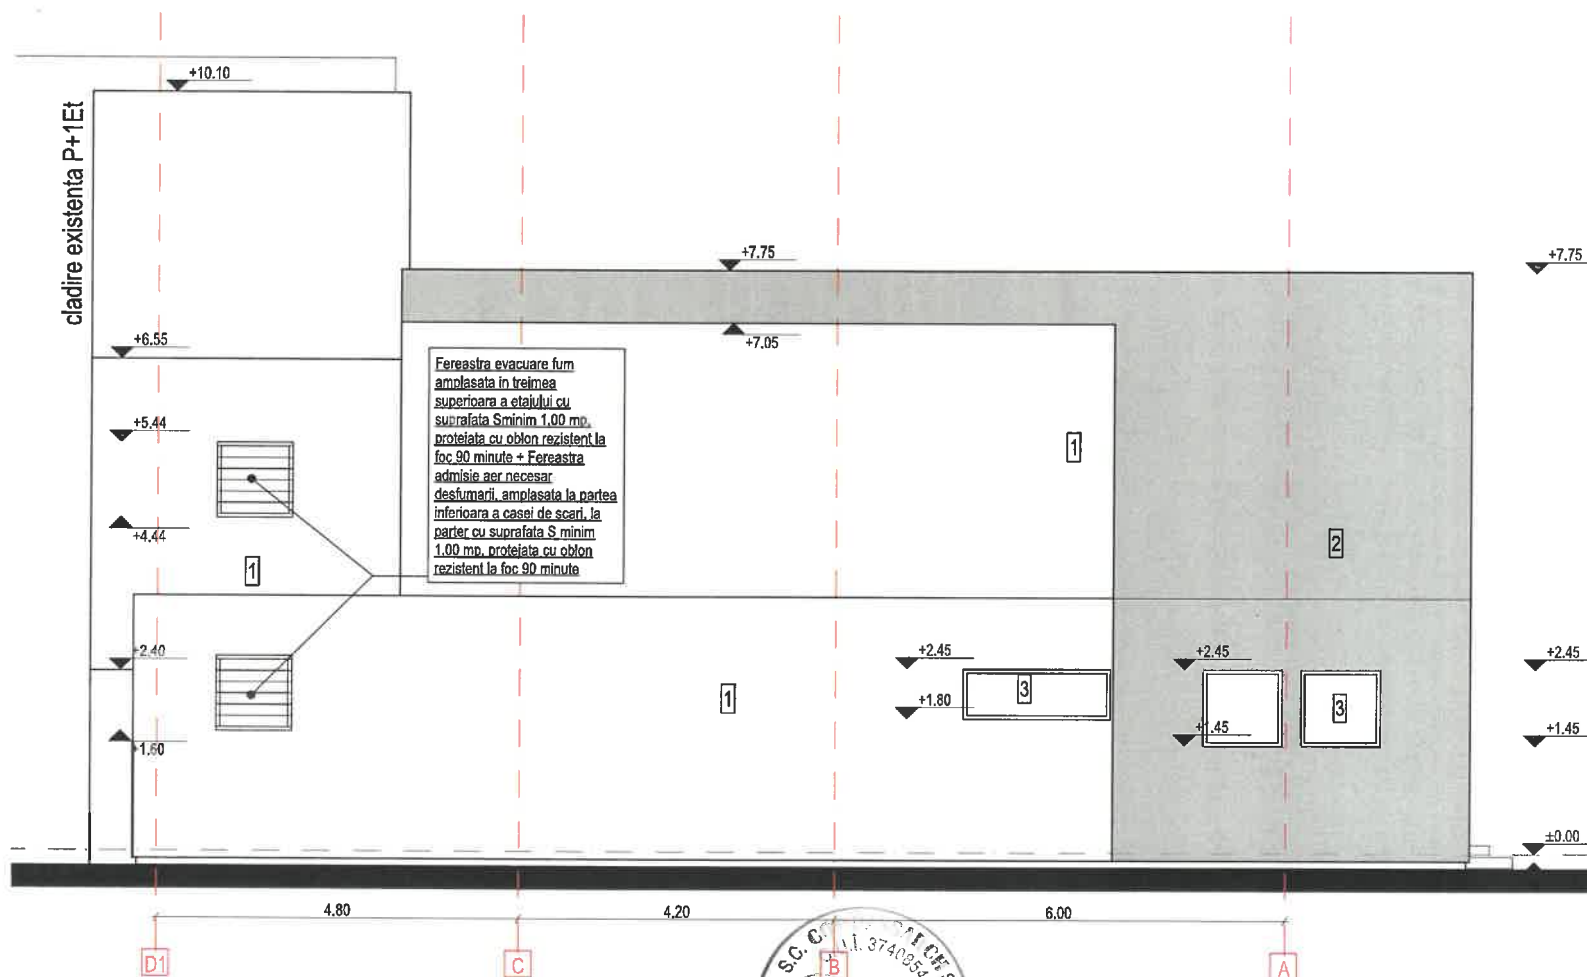 +10.10
cladire existenta P+1Et
+7.75
+7.75
+7.05
+6.55
Fereastra evacuare fum
amplasata in treimea
superioara a etajului cu
suprafata Sminim 1,00 mp,
protejata cu oblon rezistent la
foc 90 minute + Fereastra
admisie aer necesar
desfumarii, amplasata la partea
inferioara a casei de scari, la
parter cu suprafata S minim
1.00 mp, protejata cu oblon
rezistent la foc 90 minute
+5.44
1
+4.44
2
1
+2.40
+2.45
+2.45
+2.45
1
3
3
+1.80
+1.60
+1.45
+1.45
±0.00
4.80
4.20
6.00
S.C.
D1
C
B
A